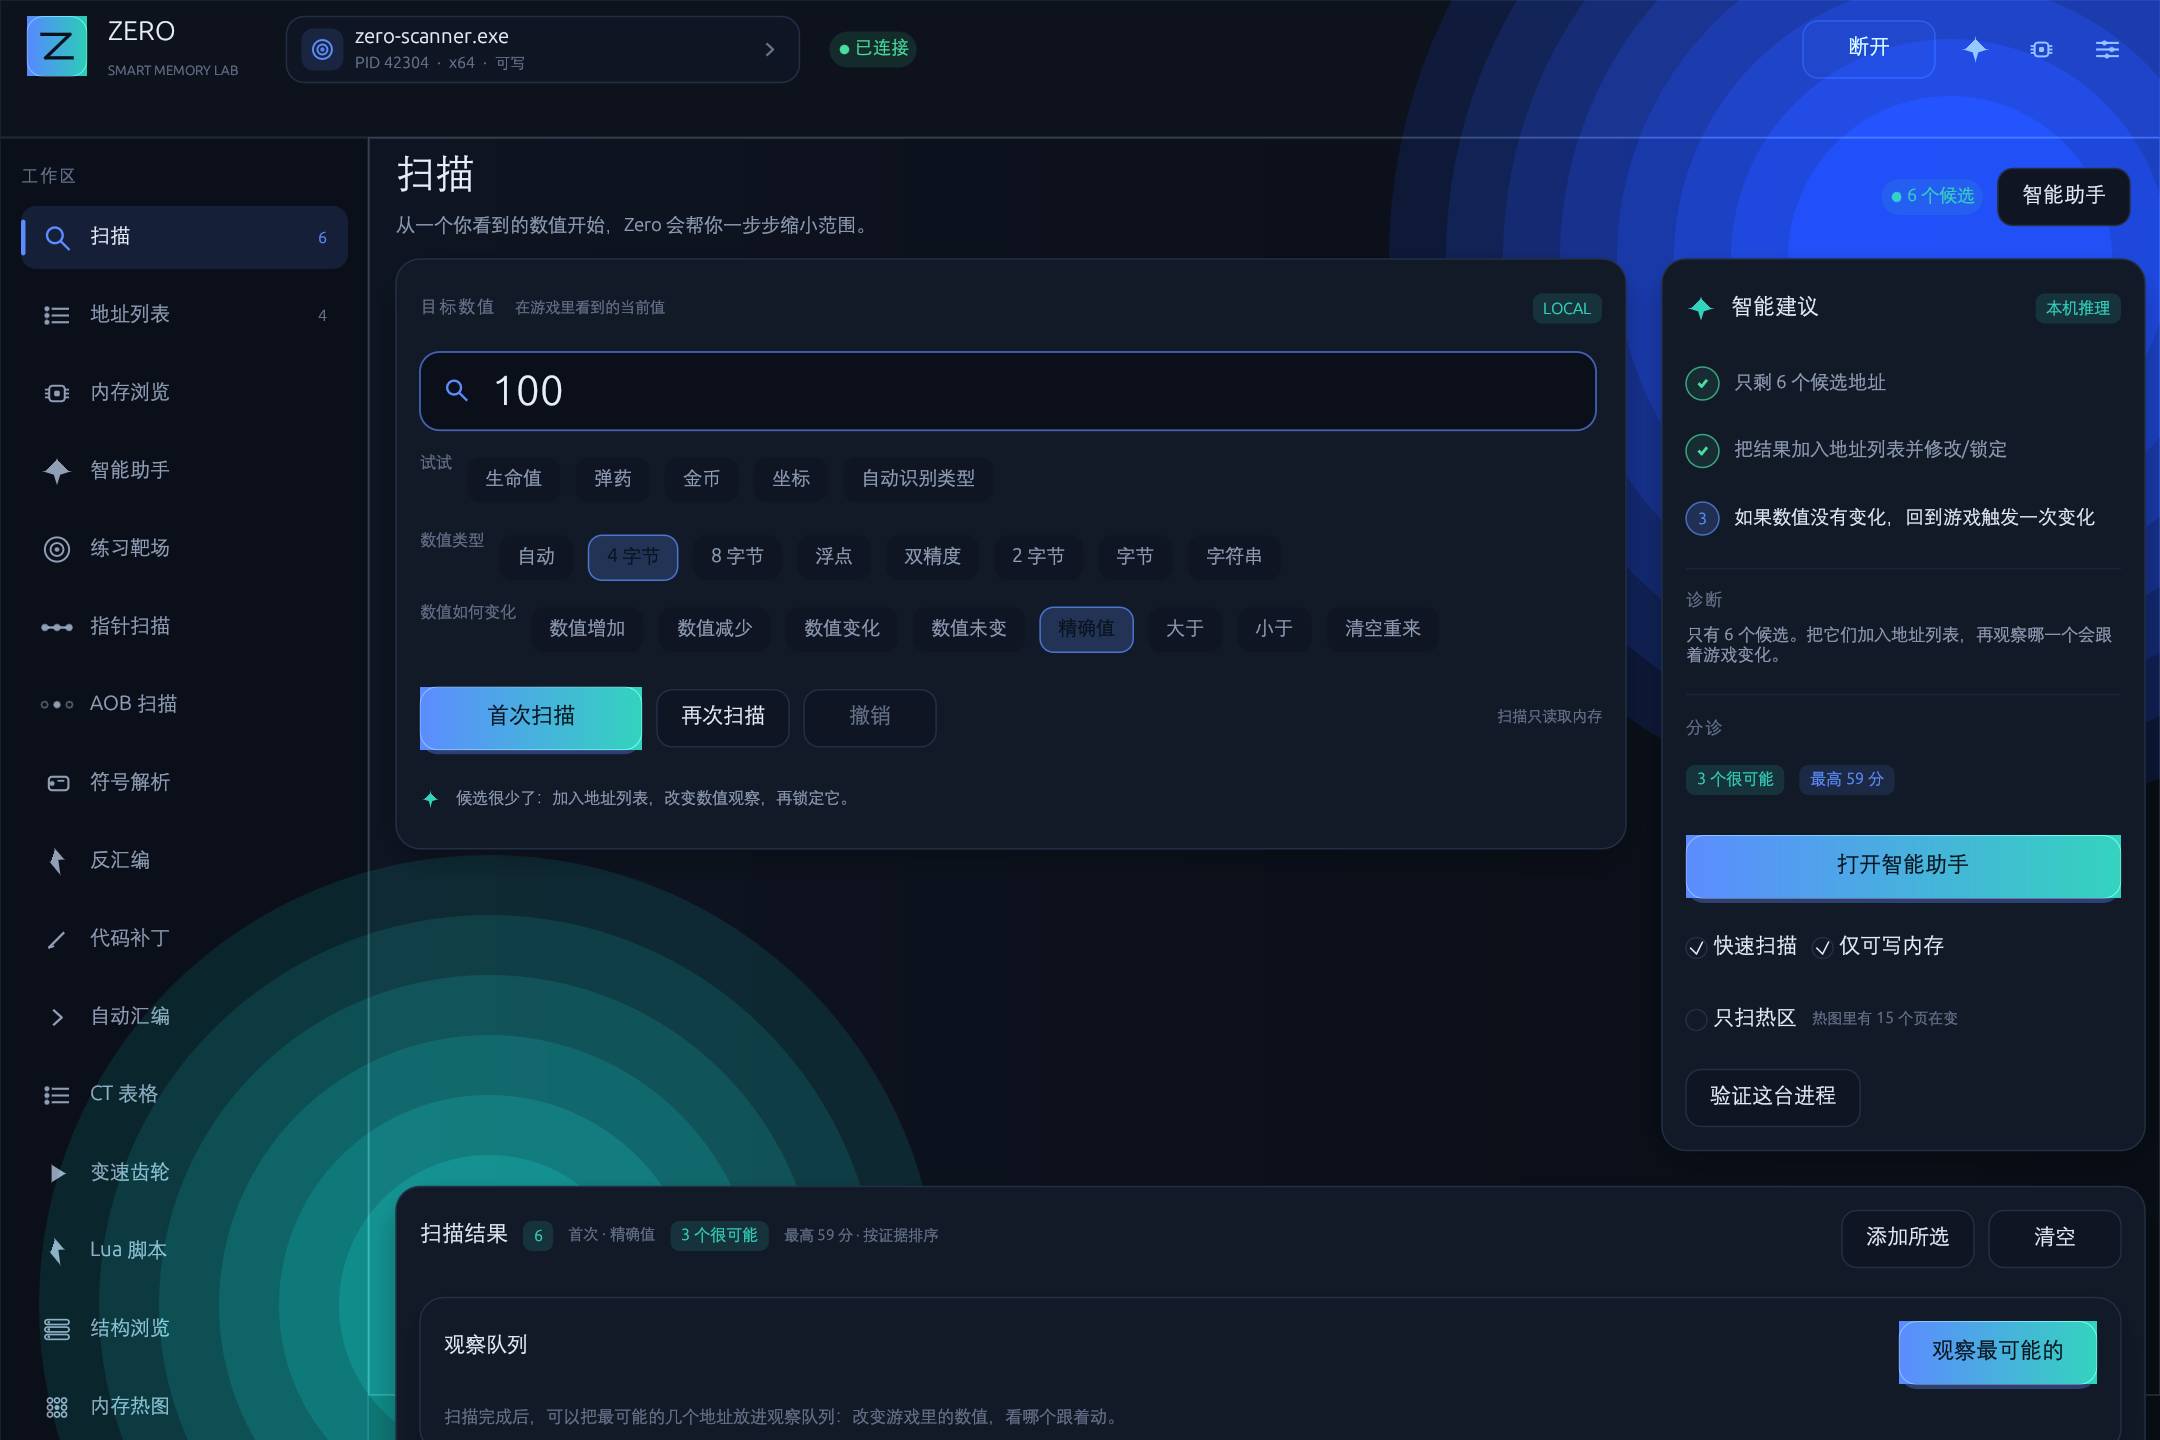 ZERO
SMART MEMORY LAB
zero-scanner.exe
PID 42304 · x64 · 可写
已连接
断开
工作区
扫描 6
地址列表 4
内存浏览
智能助手
练习靶场
指针扫描
AOB 扫描
符号解析
反汇编
代码补丁
自动汇编
CT 表格
变速齿轮
Lua 脚本
结构浏览
内存热图
扫描
从一个你看到的数值开始，Zero 会帮你一步步缩小范围。
6 个候选
智能助手
目标数值 在游戏里看到的当前值
LOCAL
100
试试 生命值 弹药 金币 坐标 自动识别类型
数值类型 自动 4 字节 8 字节 浮点 双精度 2 字节 字节 字符串
数值如何变化 数值增加 数值减少 数值变化 数值未变 精确值 大于 小于 清空重来
首次扫描 再次扫描 撤销 扫描只读取内存
候选很少了：加入地址列表，改变数值观察，再锁定它。
智能建议 本机推理
只剩 6 个候选地址
把结果加入地址列表并修改/锁定
3 如果数值没有变化，回到游戏触发一次变化
诊断
只有 6 个候选。把它们加入地址列表，再观察哪一个会跟
着游戏变化。
分诊
3 个很可能 最高 59 分
打开智能助手
快速扫描 仅可写内存
只扫热区 热图里有 15 个页在变
验证这台进程
扫描结果 6 首次 · 精确值 3 个很可能 最高 59 分 · 按证据排序
添加所选 清空
观察队列
观察最可能的
扫描完成后，可以把最可能的几个地址放进观察队列：改变游戏里的数值，看哪个跟着动。